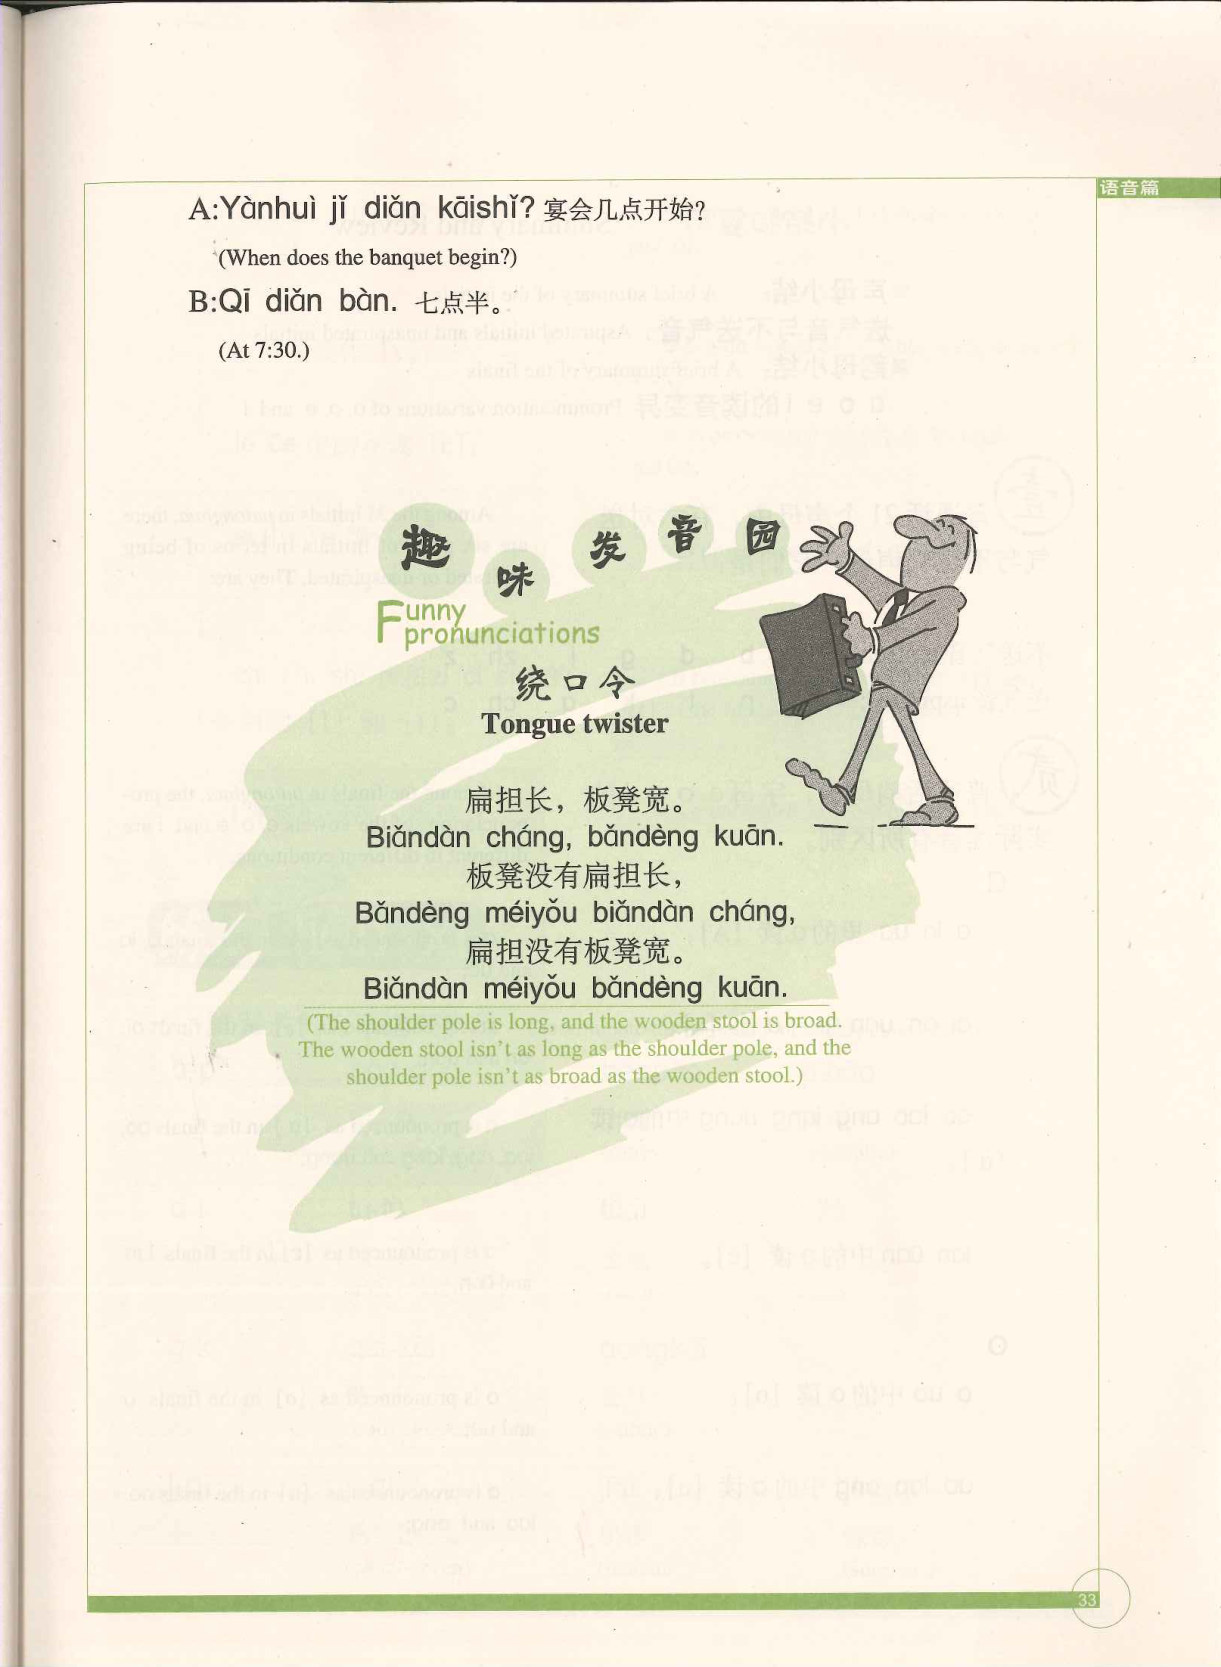 语音篇
A:Yànhuì jǐ diǎn kāishǐ? 宴会几点开始?
(When does the banquet begin?)
B:Qī diǎn bàn. 七点半。
(At 7:30.)
趣味发音园
Funny
pronunciations
绕口令
Tongue twister
扁担长，板凳宽。
Biǎndàn cháng, bǎndèng kuān.
板凳没有扁担长，
Bǎndèng méiyǒu biǎndàn cháng,
扁担没有板凳宽。
Biǎndàn méiyǒu bǎndèng kuān.
(The shoulder pole is long, and the wooden stool is broad.
The wooden stool isn't as long as the shoulder pole, and the
shoulder pole isn't as broad as the wooden stool.)
33